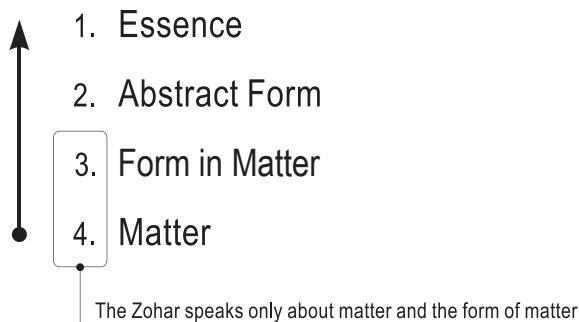 1. Essence
2. Abstract Form
3. Form in Matter
4. Matter
The Zohar speaks only about matter and the form of matter